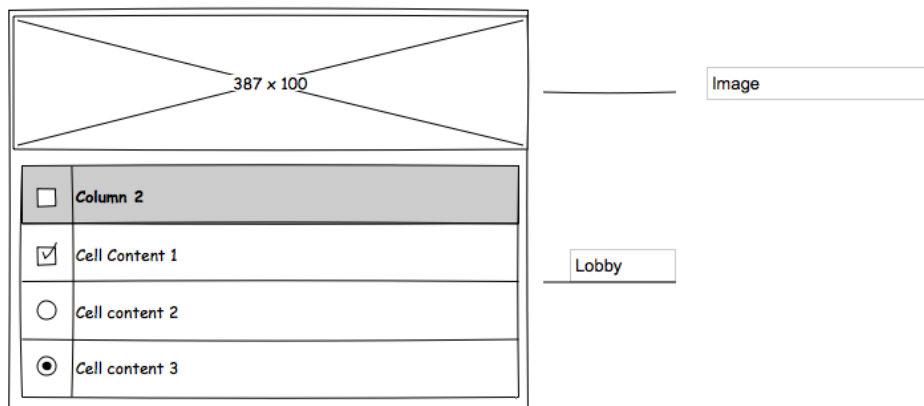 387 x 100
Image
Column 2
Cell Content 1
Lobby
Cell content 2
Cell content 3